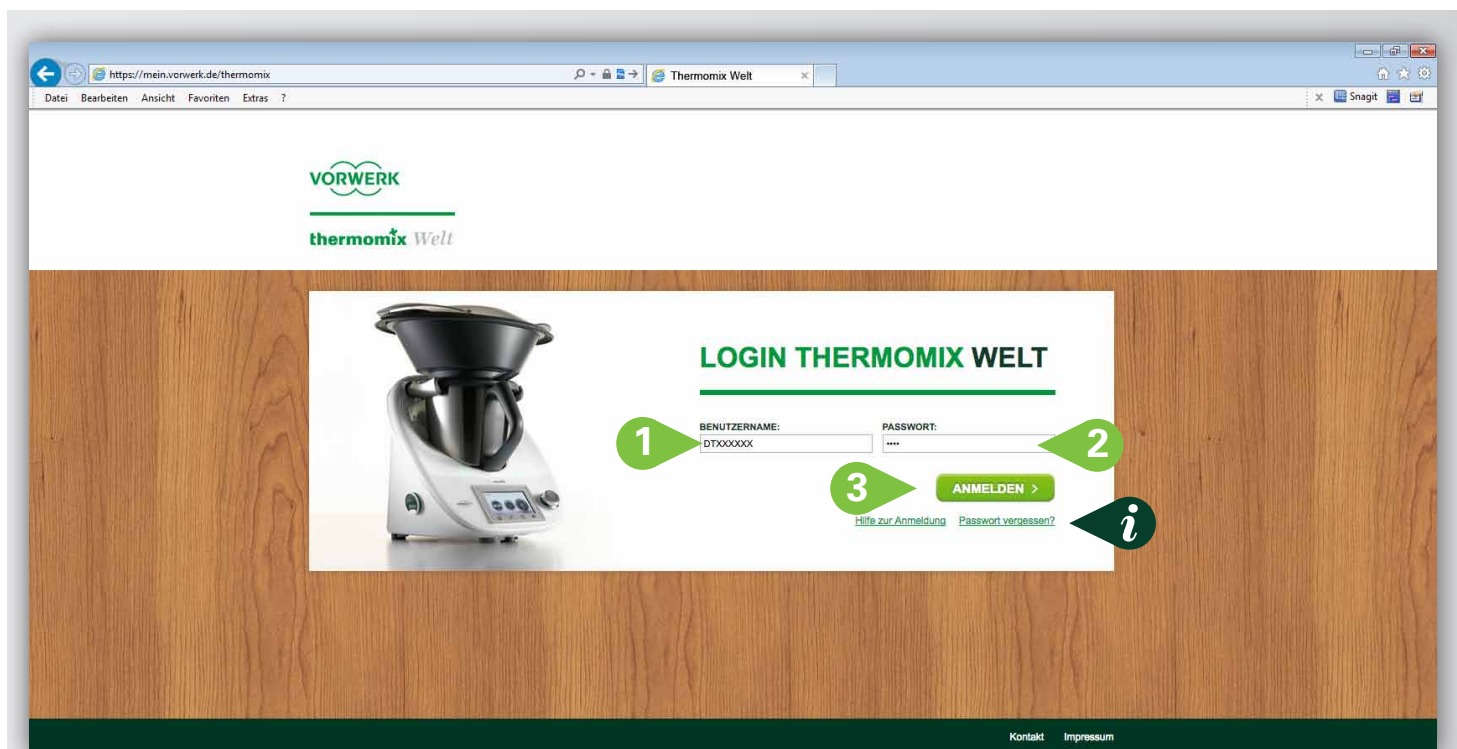 https://mein.vorwerk.de/thermomix
Thermomix Welt
Datei Bearbeiten Ansicht Favoriten Extras ?
Snagit
VORWERK
thermomix Welt
LOGIN THERMOMIX WELT
BENUTZERNAME: PASSWORT:
1 DTXXXXXX •••• 2
3 ANMELDEN >
Hilfe zur Anmeldung Passwort vergessen? i
Kontakt Impressum